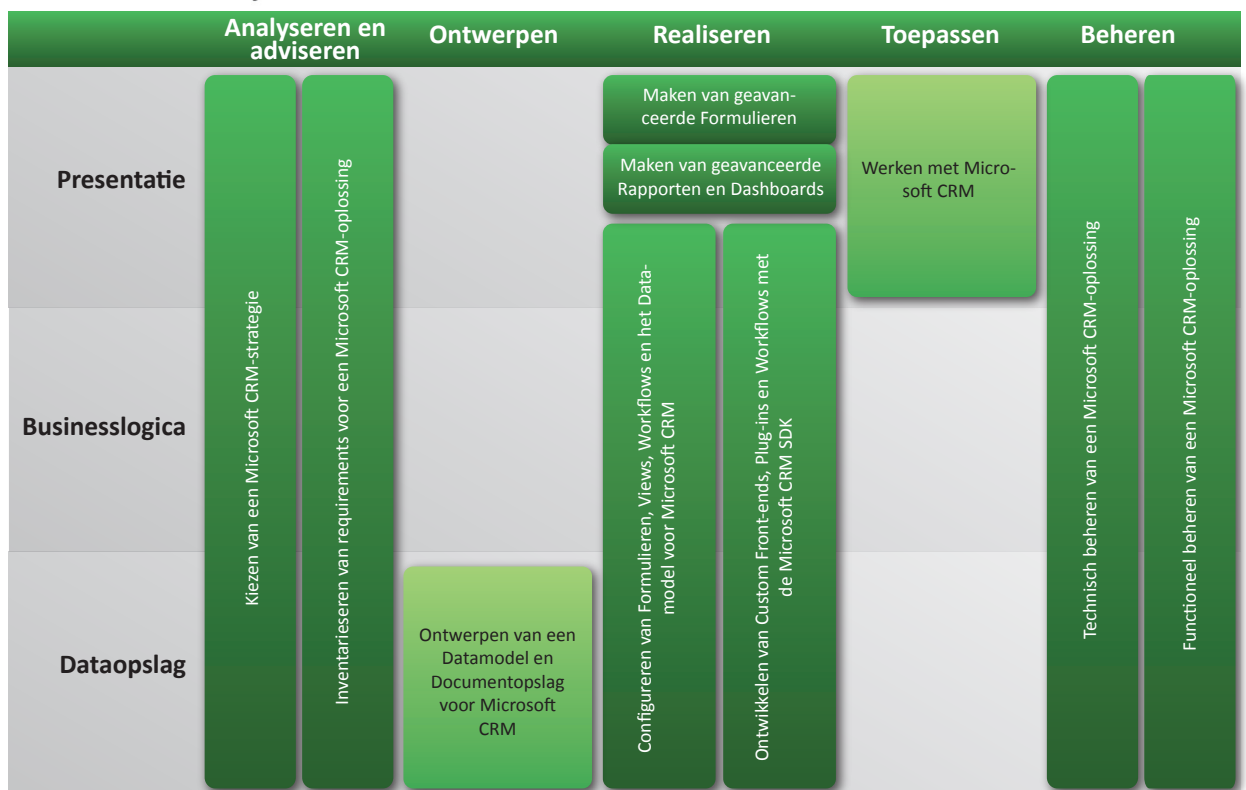 Analyseren en
adviseren
Ontwerpen
Realiseren
Toepassen
Beheren
Presentatie
Businesslogica
Dataopslag
Kiezen van een Microsoft CRM-strategie
Inventarieseren van requirements voor een Microsoft CRM-oplossing
Ontwerpen van een
Datamodel en
Documentopslag
voor Microsoft
CRM
Maken van geavan-
ceerde Formulieren
Maken van geavanceerde
Rapporten en Dashboards
Configureren van Formulieren, Views, Workflows en het Data-
model voor Microsoft CRM
Ontwikkelen van Custom Front-ends, Plug-ins en Workflows met
de Microsoft CRM SDK
Werken met Micro-
soft CRM
Technisch beheren van een Microsoft CRM-oplossing
Functioneel beheren van een Microsoft CRM-oplossing